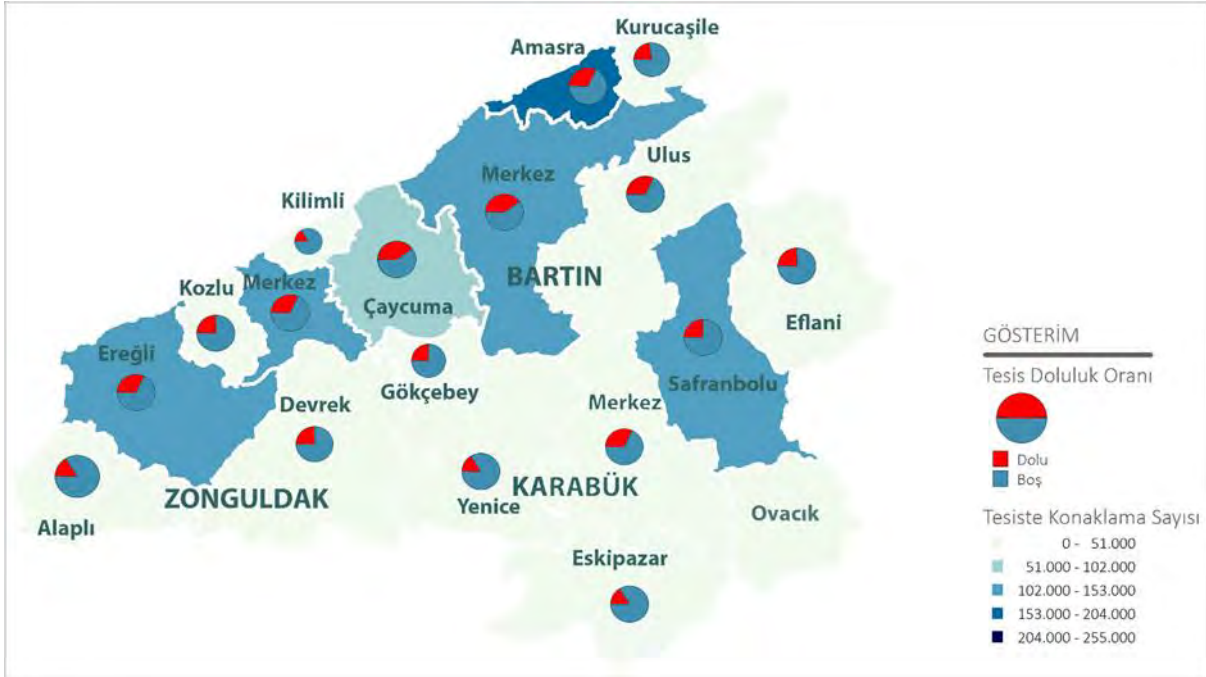 Kurucaşile
Amasra
Ulus
Merkez
Kilimli
BARTIN
Kozlu
Merkez
Çaycuma
Eflani
Ereğli
Gökçebey
Safranbolu
Devrek
Merkez
ZONGULDAK
KARABÜK
Yenice
Ovacık
Alaplı
Eskipazar
GÖSTERİM
Tesis Doluluk Oranı
Dolu
Boş
Tesiste Konaklama Sayısı
0 - 51.000
51.000 - 102.000
102.000 - 153.000
153.000 - 204.000
204.000 - 255.000